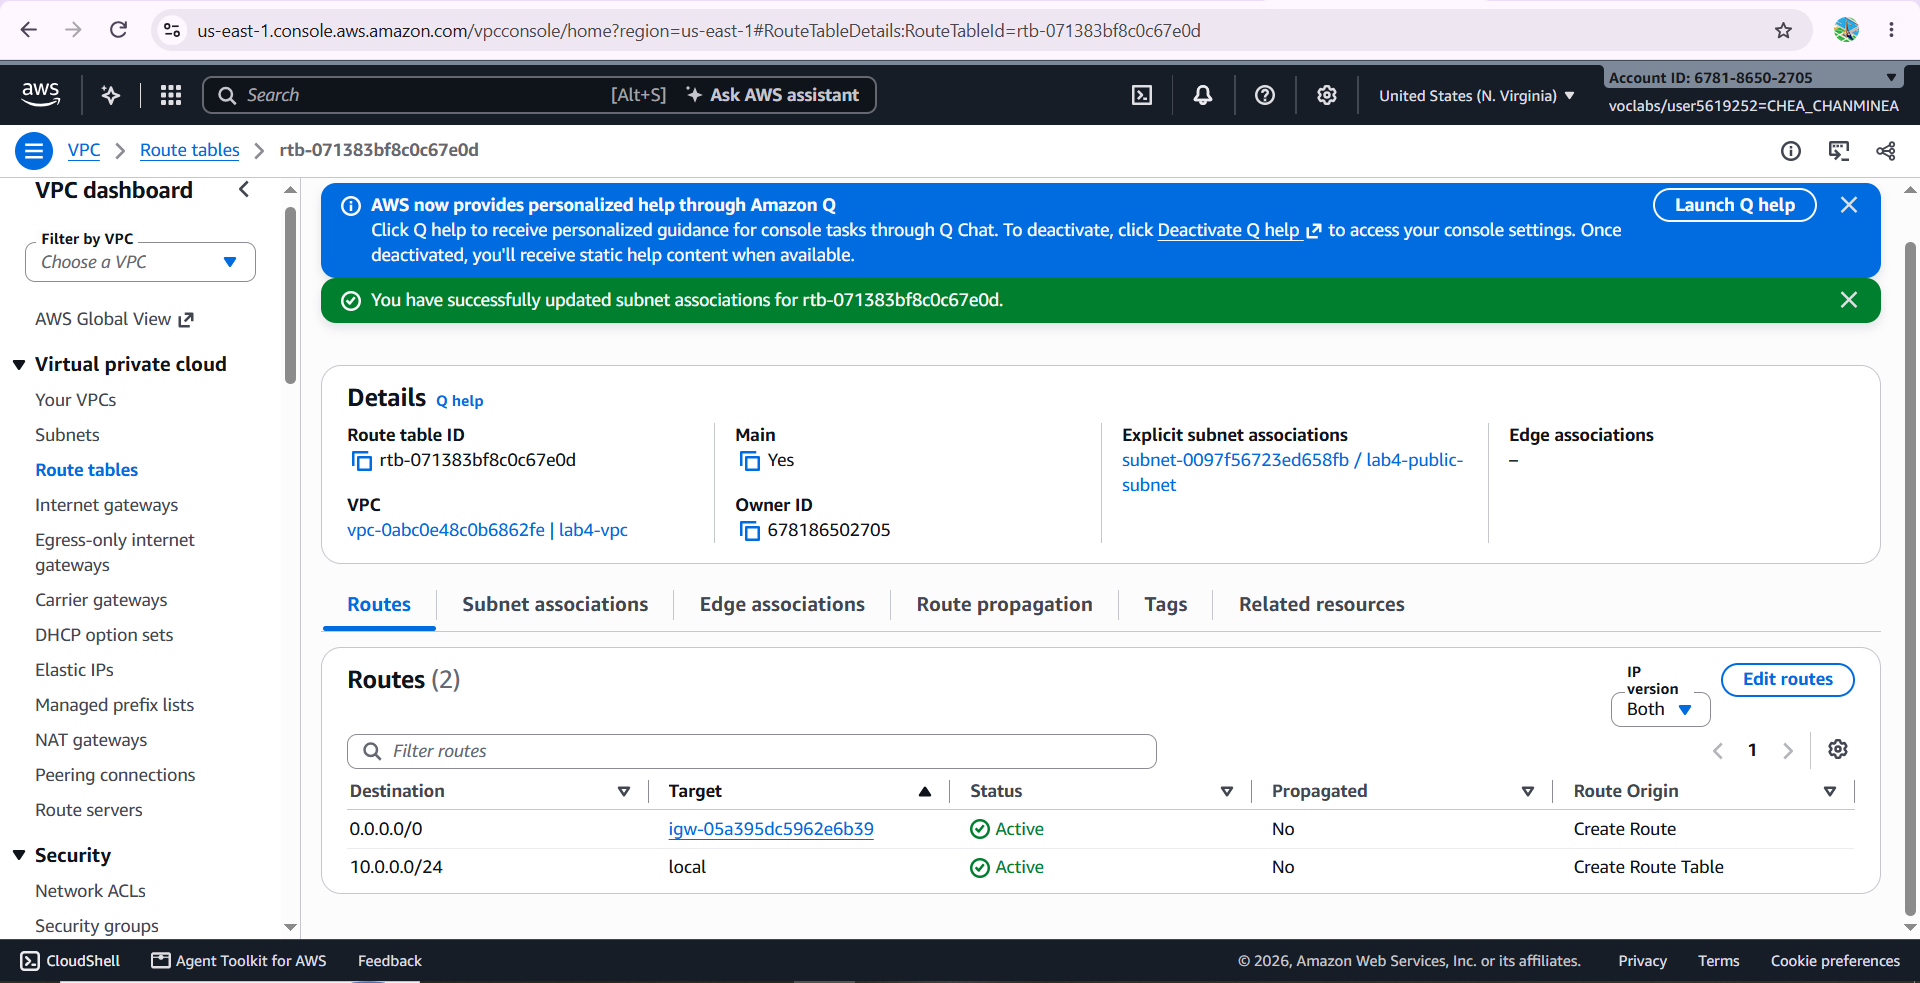 us-east-1.console.aws.amazon.com/vpcconsole/home?region=us-east-1#RouteTableDetails:RouteTableId=rtb-071383bf8c0c67e0d
aws
Search
[Alt+S]
Ask AWS assistant
United States (N. Virginia)
Account ID: 6781-8650-2705
voclabs/user5619252=CHEA_CHANMINEA
VPC
Route tables
rtb-071383bf8c0c67e0d
VPC dashboard
Filter by VPC
Choose a VPC
AWS Global View
Virtual private cloud
Your VPCs
Subnets
Route tables
Internet gateways
Egress-only internet
gateways
Carrier gateways
DHCP option sets
Elastic IPs
Managed prefix lists
NAT gateways
Peering connections
Route servers
Security
Network ACLs
Security groups
AWS now provides personalized help through Amazon Q
Click Q help to receive personalized guidance for console tasks through Q Chat. To deactivate, click Deactivate Q help to access your console settings. Once
deactivated, you'll receive static help content when available.
Launch Q help
You have successfully updated subnet associations for rtb-071383bf8c0c67e0d.
Details Q help
Route table ID
rtb-071383bf8c0c67e0d
Main
Yes
Explicit subnet associations
subnet-0097f56723ed658fb / lab4-public-
subnet
Edge associations
–
VPC
vpc-0abc0e48c0b6862fe | lab4-vpc
Owner ID
678186502705
Routes
Subnet associations
Edge associations
Route propagation
Tags
Related resources
Routes (2)
IP
version
Both
Edit routes
Filter routes
1
Destination Target Status Propagated Route Origin
0.0.0.0/0 igw-05a395dc5962e6b39 Active No Create Route
10.0.0.0/24 local Active No Create Route Table
CloudShell
Agent Toolkit for AWS
Feedback
© 2026, Amazon Web Services, Inc. or its affiliates.
Privacy
Terms
Cookie preferences